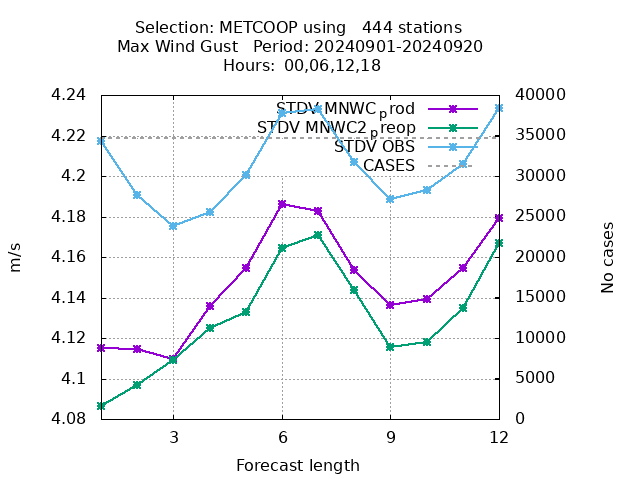 Selection: METCOOP using   444 stations
Max Wind Gust   Period: 20240901-20240920
Hours: 00,06,12,18
4.24
4.22
4.2
4.18
4.16
4.14
4.12
4.1
4.08
40000
35000
30000
25000
20000
15000
10000
5000
0
STDV MNWC_prod
STDV MNWC2_preop
STDV OBS
CASES
m/s
No cases
3
6
9
12
Forecast length